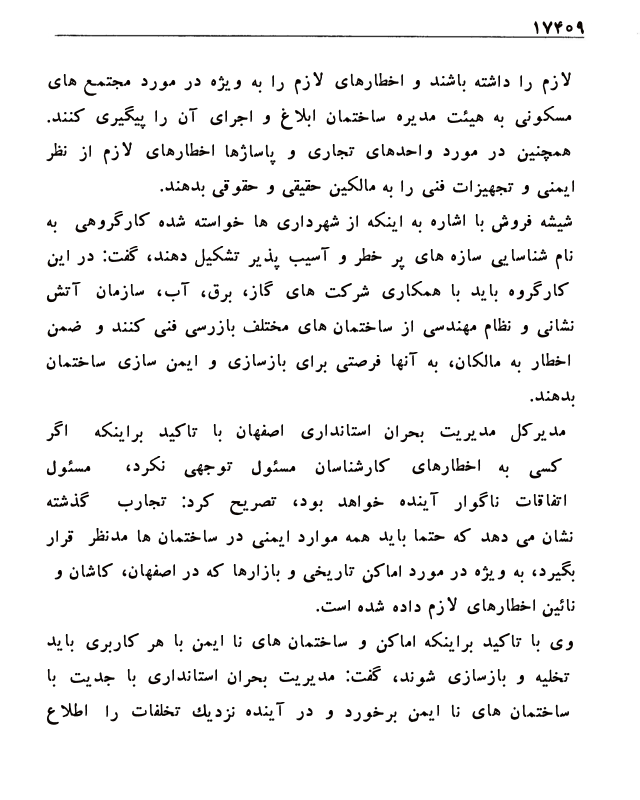 ۱۷۴۰۹
لازم را داشته باشند و اخطارهای لازم را به ویژه در مورد مجتمع های
مسکونی به هیئت مدیره ساختمان ابلاغ و اجرای آن را پیگیری کنند.
همچنین در مورد واحدهای تجاری و پاساژها اخطارهای لازم از نظر
ایمنی و تجهیزات فنی را به مالکین حقیقی و حقوقی بدهند.
شیشه فروش با اشاره به اینکه از شهرداری ها خواسته شده کارگروهی به
نام شناسایی سازه های پر خطر و آسیب پذیر تشکیل دهند، گفت: در این
کارگروه باید با همکاری شرکت های گاز، برق، آب، سازمان آتش
نشانی و نظام مهندسی از ساختمان های مختلف بازرسی فنی کنند و ضمن
اخطار به مالکان، به آنها فرصتی برای بازسازی و ایمن سازی ساختمان
بدهند.
مدیرکل مدیریت بحران استانداری اصفهان با تاکید براینکه اگر
کسی به اخطارهای کارشناسان مسئول توجهی نکرد، مسئول
اتفاقات ناگوار آینده خواهد بود، تصریح کرد: تجارب گذشته
نشان می دهد که حتما باید همه موارد ایمنی در ساختمان ها مدنظر قرار
بگیرد، به ویژه در مورد اماکن تاریخی و بازارها که در اصفهان، کاشان و
نائین اخطارهای لازم داده شده است.
وی با تاکید براینکه اماکن و ساختمان های نا ایمن با هر کاربری باید
تخلیه و بازسازی شوند، گفت: مدیریت بحران استانداری با جدیت با
ساختمان های نا ایمن برخورد و در آینده نزدیك تخلفات را اطلاع